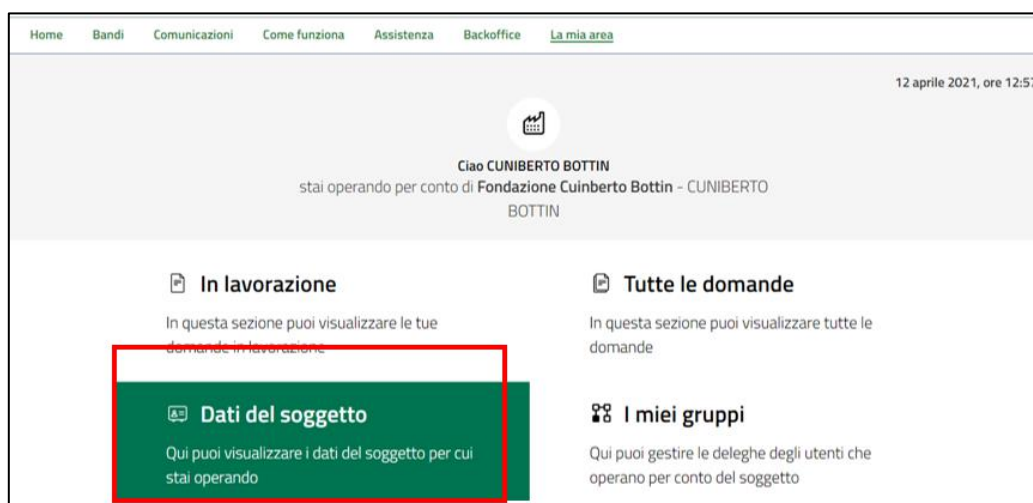 Home Bandi Comunicazioni Come funziona Assistenza Backoffice La mia area
12 aprile 2021, ore 12:57
Ciao CUNIBERTO BOTTIN
stai operando per conto di Fondazione Cuinberto Bottin - CUNIBERTO
BOTTIN
In lavorazione
In questa sezione puoi visualizzare le tue
domande in lavorazione
Tutte le domande
In questa sezione puoi visualizzare tutte le
domande
Dati del soggetto
Qui puoi visualizzare i dati del soggetto per cui
stai operando
I miei gruppi
Qui puoi gestire le deleghe degli utenti che
operano per conto del soggetto